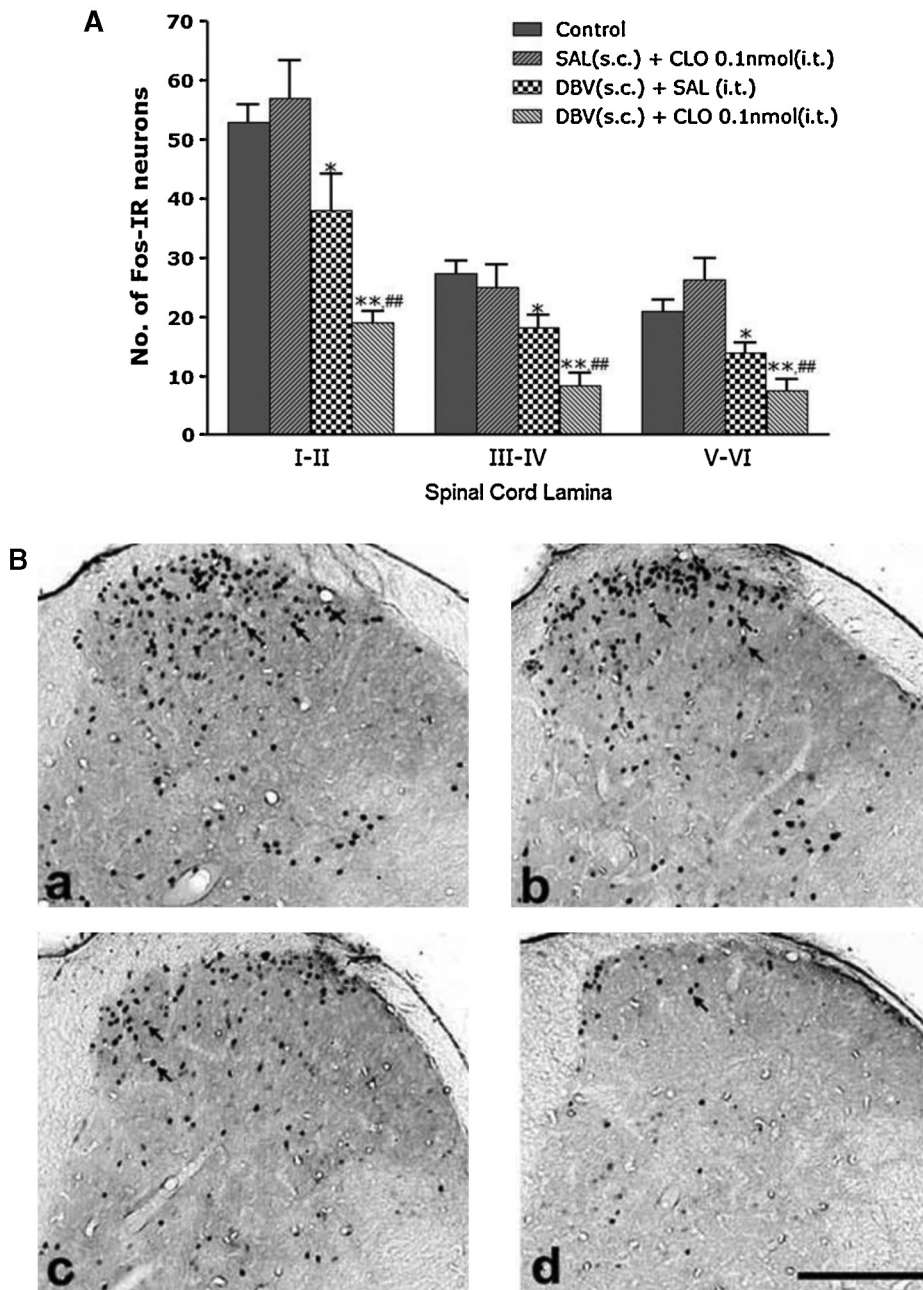 A
No. of Fos-IR neurons
70
60
50
40
30
20
10
0
Control
SAL(s.c.) + CLO 0.1nmol(i.t.)
DBV(s.c.) + SAL (i.t.)
DBV(s.c.) + CLO 0.1nmol(i.t.)
*
**,##
*
**,##
*
**,##
I-II
III-IV
V-VI
Spinal Cord Lamina
B
a
b
c
d